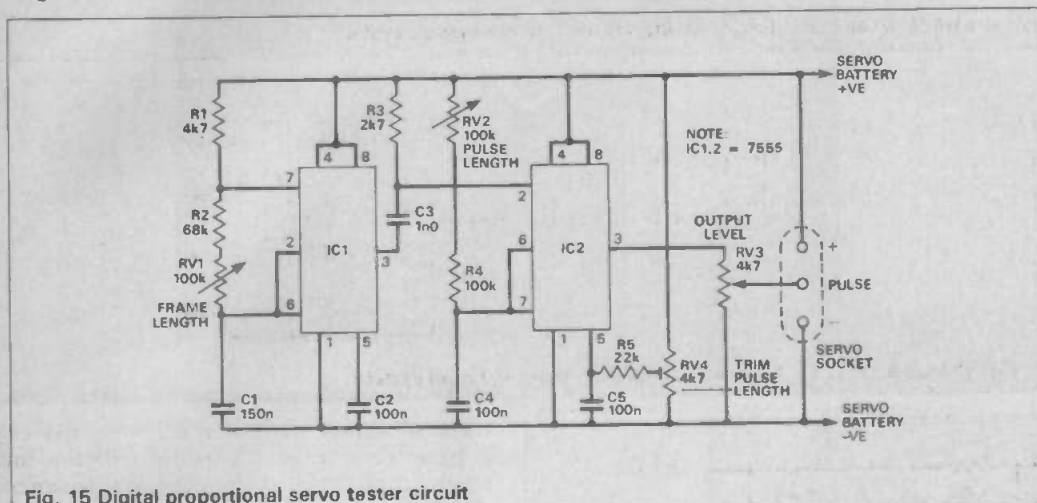 SERVO
BATTERY
+VE
R1
4k7
R3
2k7
RV2
100k
PULSE
LENGTH
NOTE:
IC1.2 = 7555
4
8
4
8
7
2
R2
68k
C3
1n0
OUTPUT
LEVEL
2
IC1
3
6
IC2
3
RV3
4k7
+
RV1
100k
R4
100k
PULSE
FRAME
LENGTH
6
7
−
1
5
1
5
R5
22k
RV4
4k7
TRIM
PULSE
LENGTH
SERVO
SOCKET
C1
150n
C2
100n
C4
100n
C5
100n
SERVO
BATTERY
-VE
Fig. 15 Digital proportional servo tester circuit